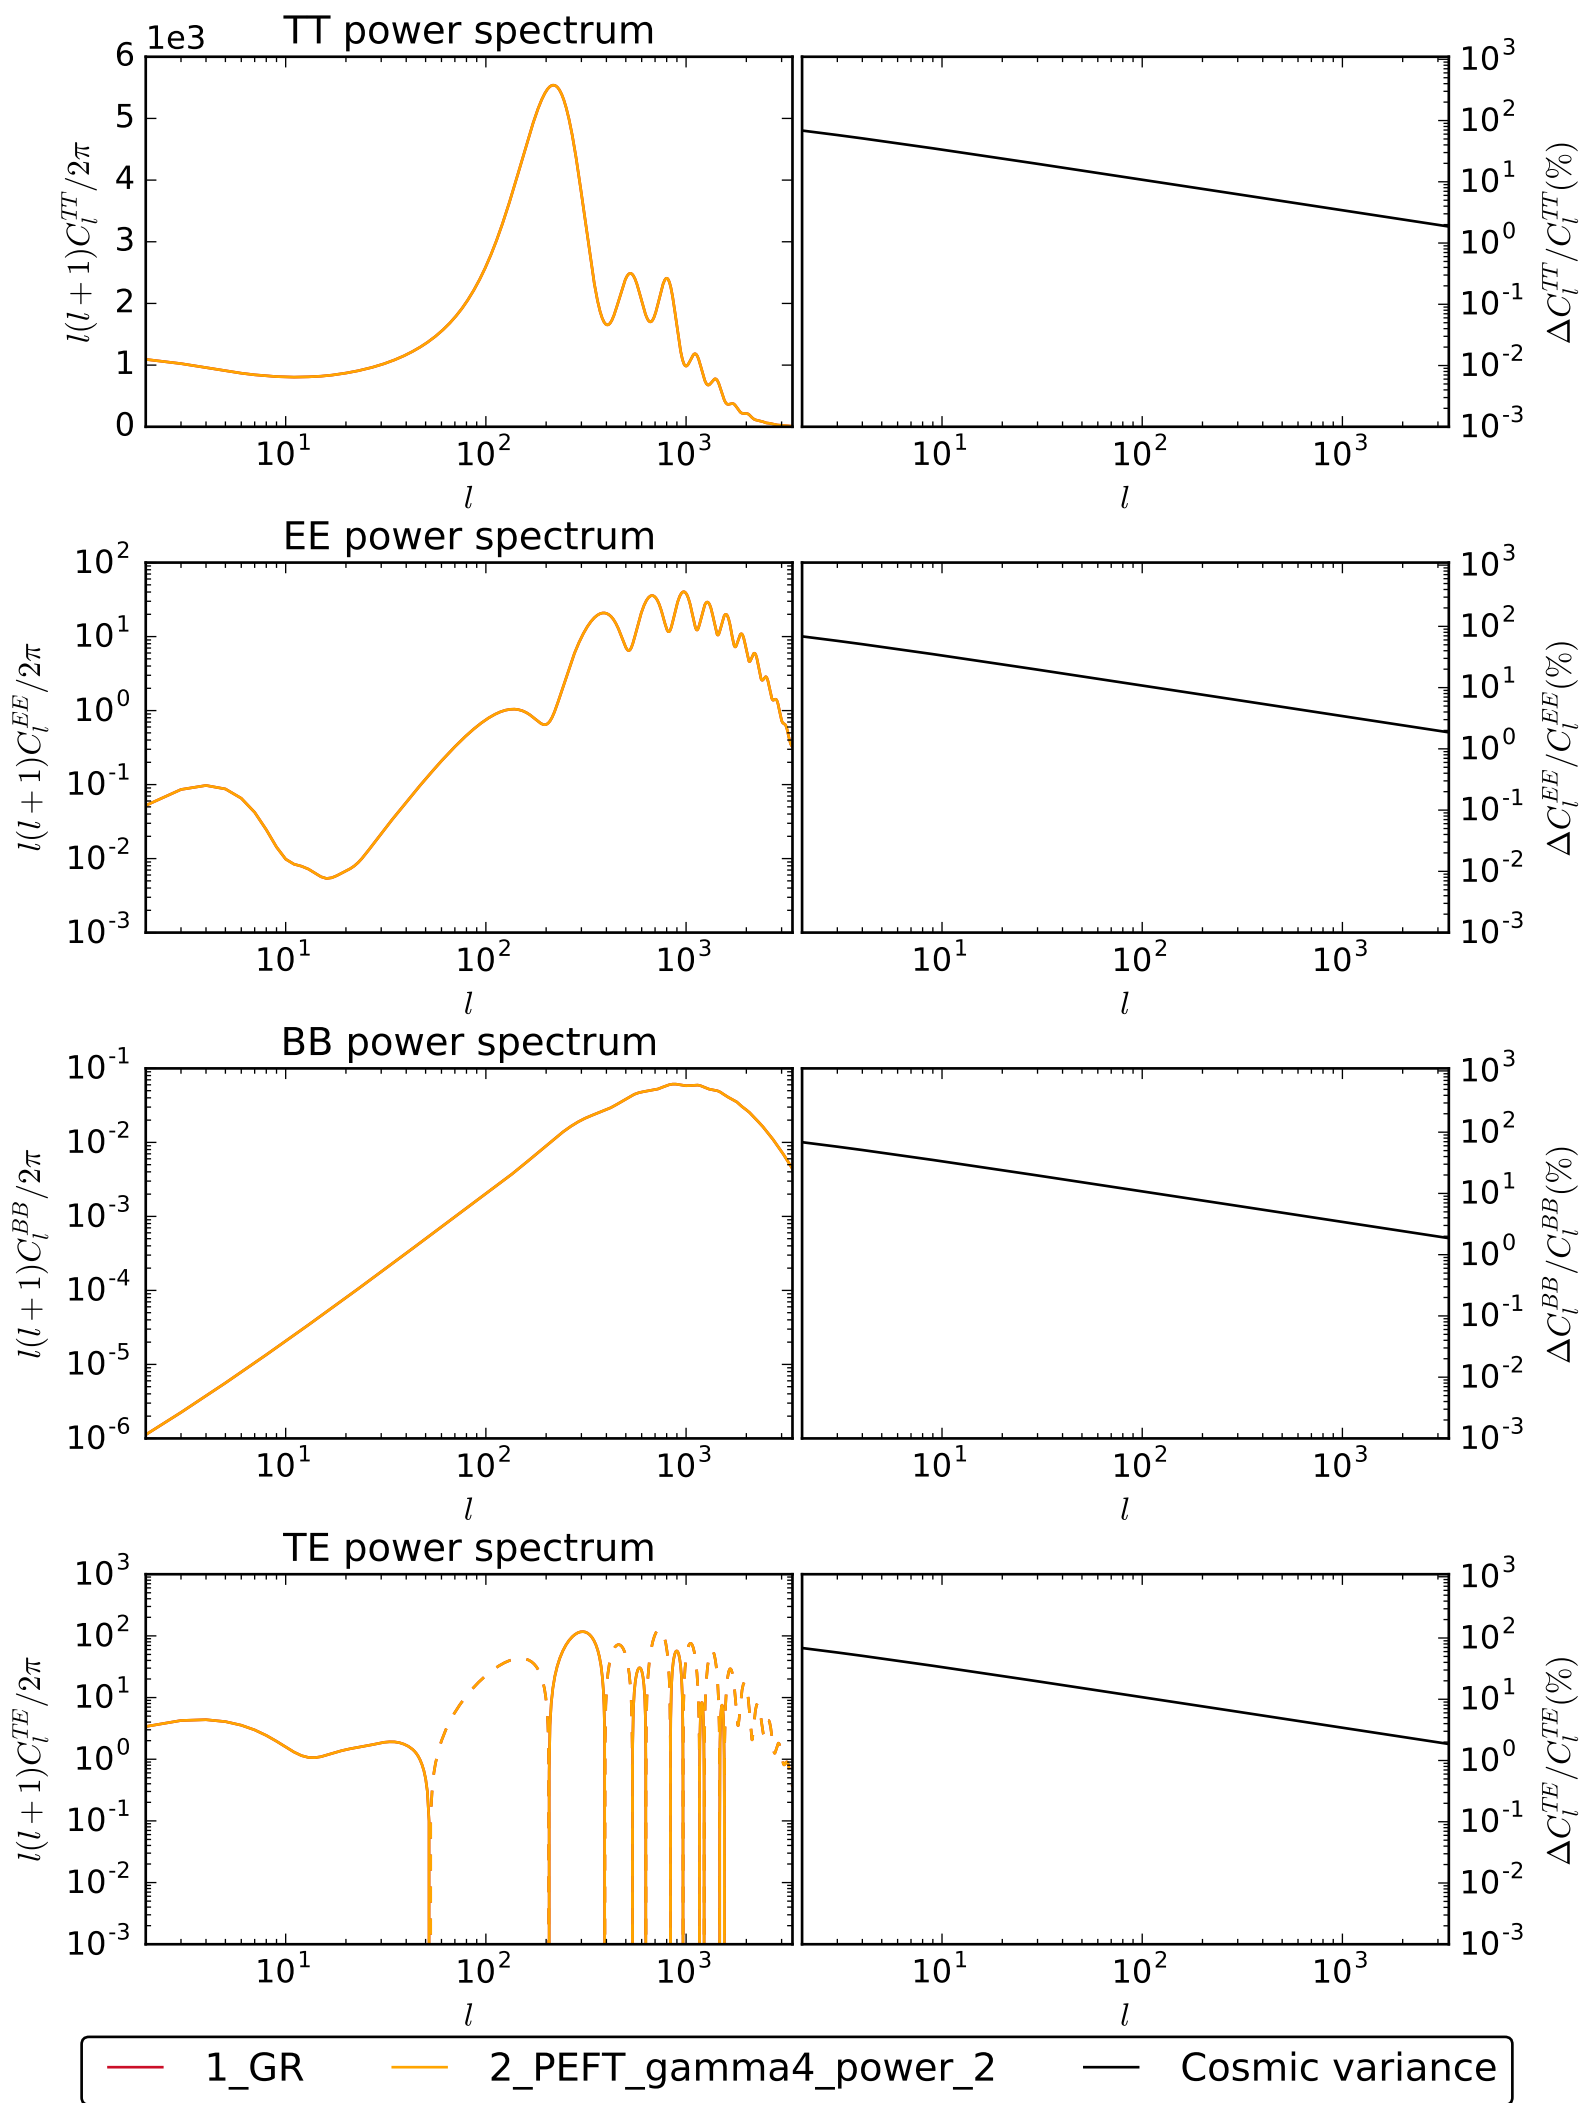 TT power spectrum
1e3
6
5
4
3
2
1
0
l(l + 1)C_l^{TT}/2π
10^1 10^2 10^3
l
10^3
10^2
10^1
10^0
10^-1
10^-2
10^-3
ΔC_l^{TT}/C_l^{TT}(%)
10^1 10^2 10^3
l
EE power spectrum
10^2
10^1
10^0
10^-1
10^-2
10^-3
l(l + 1)C_l^{EE}/2π
10^1 10^2 10^3
l
10^3
10^2
10^1
10^0
10^-1
10^-2
10^-3
ΔC_l^{EE}/C_l^{EE}(%)
10^1 10^2 10^3
l
BB power spectrum
10^-1
10^-2
10^-3
10^-4
10^-5
10^-6
l(l + 1)C_l^{BB}/2π
10^1 10^2 10^3
l
10^3
10^2
10^1
10^0
10^-1
10^-2
10^-3
ΔC_l^{BB}/C_l^{BB}(%)
10^1 10^2 10^3
l
TE power spectrum
10^3
10^2
10^1
10^0
10^-1
10^-2
10^-3
l(l + 1)C_l^{TE}/2π
10^1 10^2 10^3
l
10^3
10^2
10^1
10^0
10^-1
10^-2
10^-3
ΔC_l^{TE}/C_l^{TE}(%)
10^1 10^2 10^3
l
1_GR 2_PEFT_gamma4_power_2 Cosmic variance